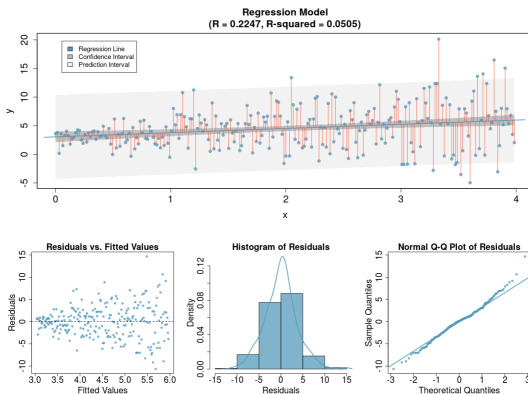 Regression Model
(R = 0.2247, R-squared = 0.0505)
Regression Line
Confidence Interval
Prediction Interval
y
20
15
10
5
0
-5
0 1 2 3 4
x
Residuals vs. Fitted Values
Residuals
15
10
5
0
-5
-10
3.0 3.5 4.0 4.5 5.0 5.5 6.0
Fitted Values
Histogram of Residuals
Density
0.12
0.08
0.04
0.00
-15 -10 -5 0 5 10 15
Residuals
Normal Q-Q Plot of Residuals
Sample Quantiles
15
10
5
0
-5
-10
-3 -2 -1 0 1 2 3
Theoretical Quantiles